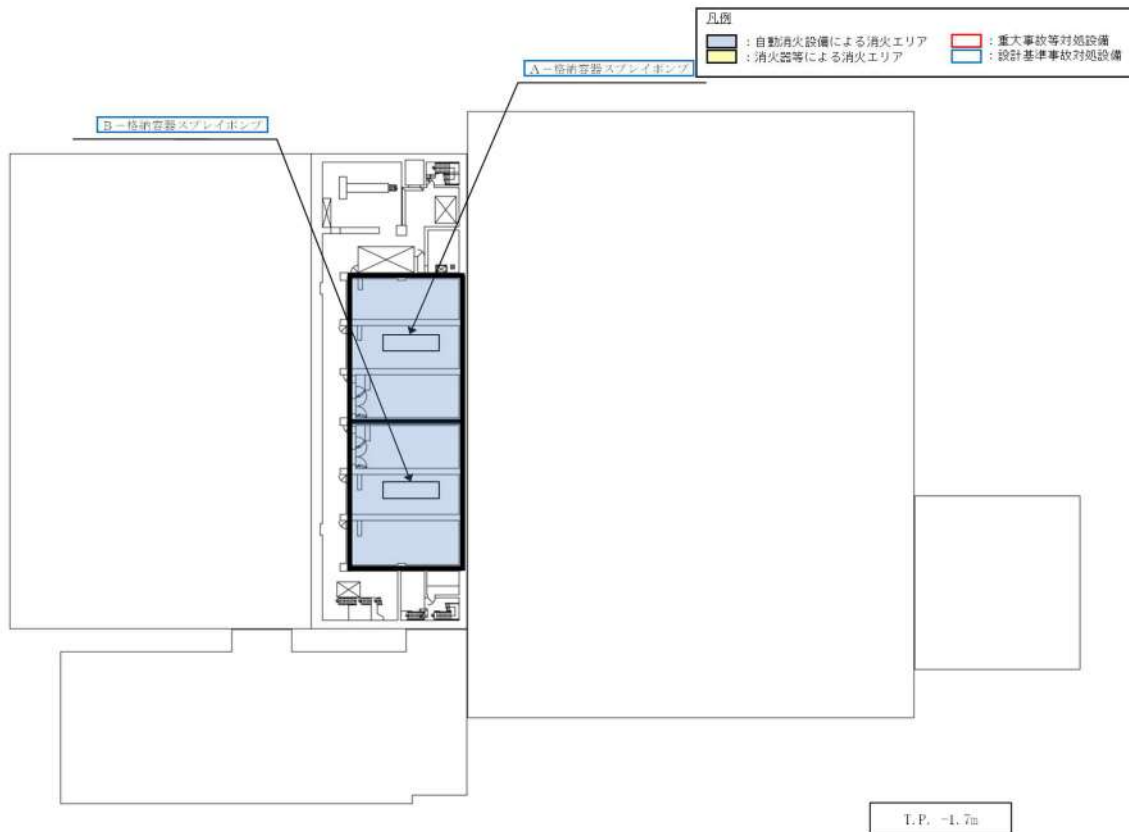 凡例
：自動消火設備による消火エリア
：重大事故等対処設備
：消火器等による消火エリア
：設計基準事故対処設備
A－格納容器スプレイポンプ
B－格納容器スプレイポンプ
T.P. -1.7m